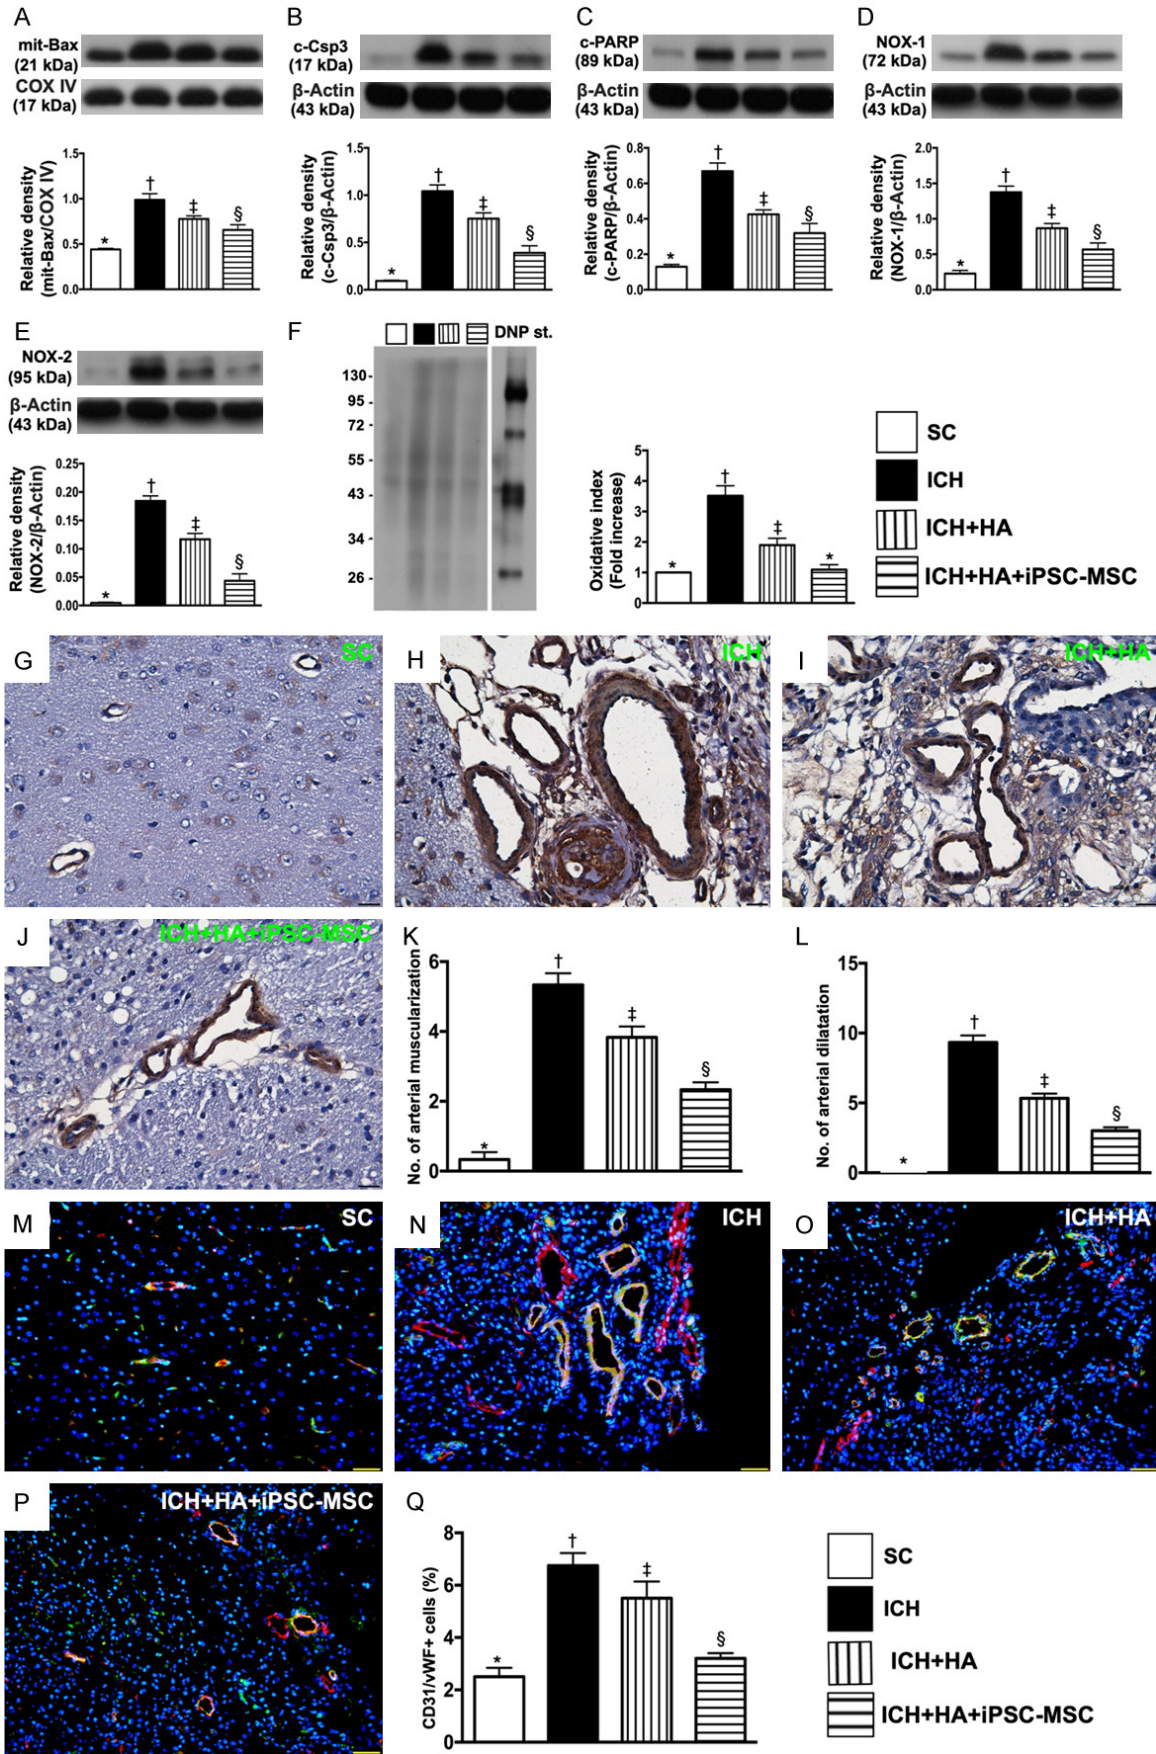 A
mit-Bax
(21 kDa)
COX IV
(17 kDa)
Relative density
(mit-Bax/COX IV)
1.5
1.0
0.5
0.0
*
†
‡
§
B
c-Csp3
(17 kDa)
β-Actin
(43 kDa)
Relative density
(c-Csp3/β-Actin)
1.5
1.0
0.5
0.0
*
†
‡
§
C
c-PARP
(89 kDa)
β-Actin
(43 kDa)
Relative density
(c-PARP/β-Actin)
0.8
0.6
0.4
0.2
0.0
*
†
‡
§
D
NOX-1
(72 kDa)
β-Actin
(43 kDa)
Relative density
(NOX-1/β-Actin)
2.0
1.5
1.0
0.5
0.0
*
†
‡
§
E
NOX-2
(95 kDa)
β-Actin
(43 kDa)
Relative density
(NOX-2/β-Actin)
0.25
0.20
0.15
0.10
0.05
0.00
*
†
‡
§
F
DNP st.
130-
95 -
72 -
55 -
43 -
34 -
26 -
Oxidative index
(Fold increase)
5
4
3
2
1
0
*
†
‡
*
SC
ICH
ICH+HA
ICH+HA+iPSC-MSC
G
SC
H
ICH
I
ICH+HA
J
ICH+HA+iPSC-MSC
K
No. of arterial muscularization
6
4
2
0
*
†
‡
§
L
No. of arterial dilatation
15
10
5
0
*
†
‡
§
M
SC
N
ICH
O
ICH+HA
P
ICH+HA+iPSC-MSC
Q
CD31/vWF+ cells (%)
8
6
4
2
0
*
†
‡
§
SC
ICH
ICH+HA
ICH+HA+iPSC-MSC